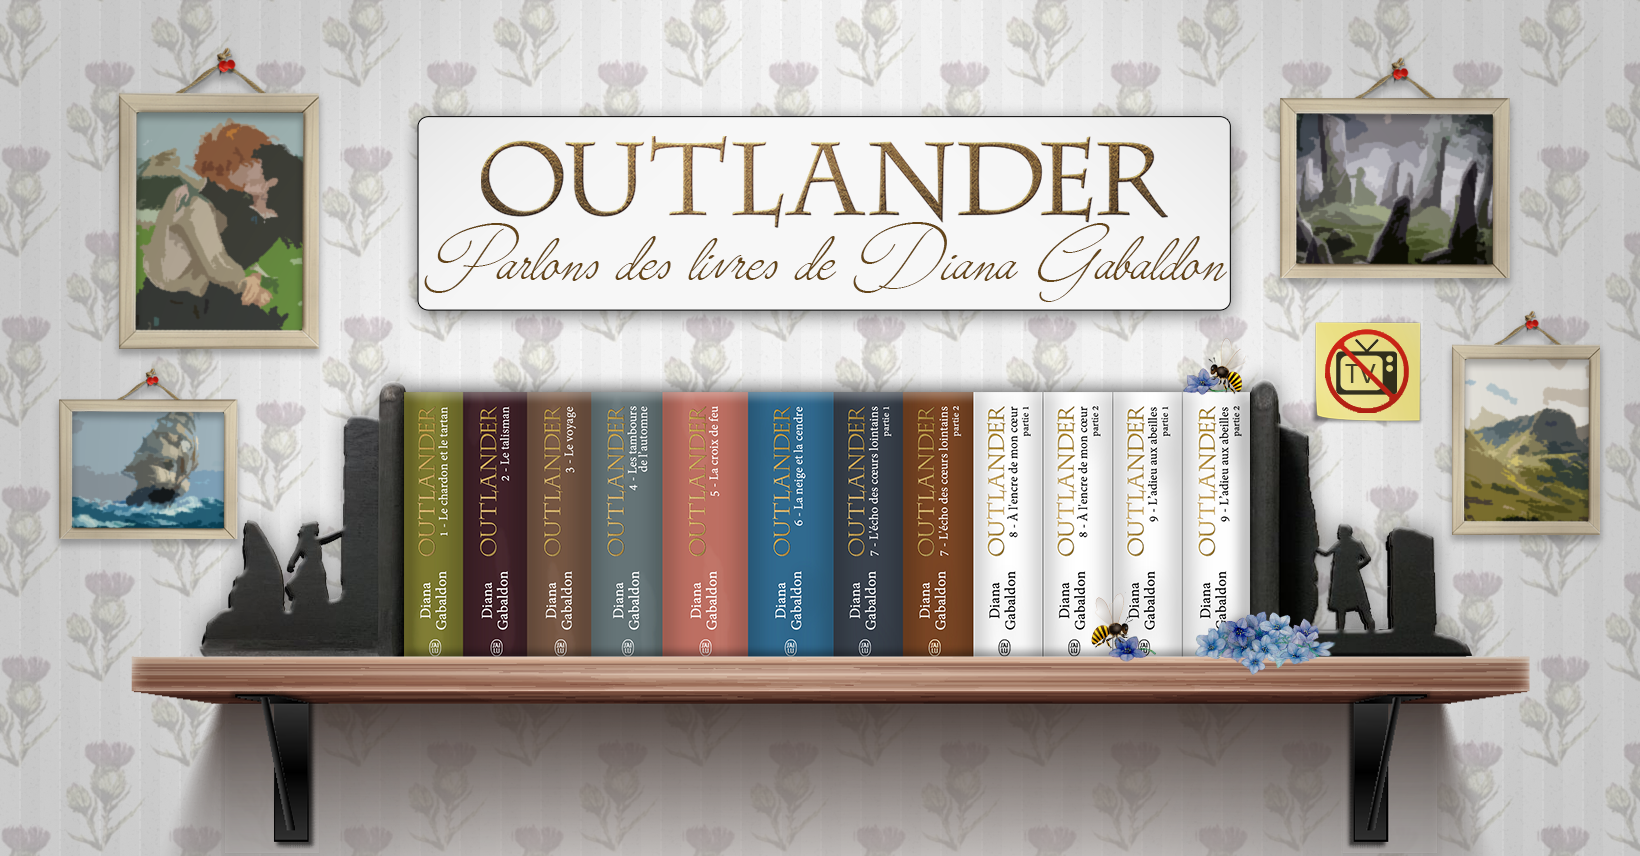 OUTLANDER
Parlons des livres de Diana Gabaldon
TV
OUTLANDER
1 - Le chardon et le tartan
Diana
Gabaldon
OUTLANDER
2 - Le talisman
Diana
Gabaldon
OUTLANDER
3 - Le voyage
Diana
Gabaldon
OUTLANDER
4 - Les tambours
de l'automne
Diana
Gabaldon
OUTLANDER
5 - La croix de feu
Diana
Gabaldon
OUTLANDER
6 - La neige et la cendre
Diana
Gabaldon
OUTLANDER
7 - L'écho des cœurs lointains
partie 1
Diana
Gabaldon
OUTLANDER
7 - L'écho des cœurs lointains
partie 2
Diana
Gabaldon
OUTLANDER
8 - À l'encre de mon cœur
partie 1
Diana
Gabaldon
OUTLANDER
8 - À l'encre de mon cœur
partie 2
Diana
Gabaldon
OUTLANDER
9 - L'adieu aux abeilles
partie 1
Diana
Gabaldon
OUTLANDER
9 - L'adieu aux abeilles
partie 2
Diana
Gabaldon